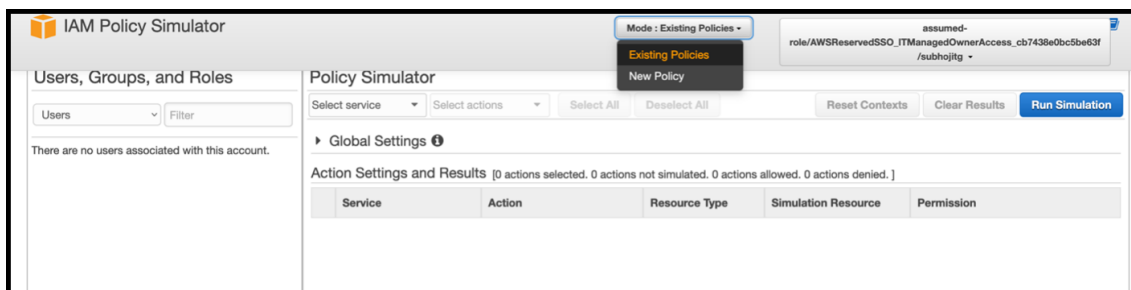 IAM Policy Simulator
Mode : Existing Policies
assumed-
role/AWSReservedSSO_ITManagedOwnerAccess_cb7438e0bc5be63f
/subhojitg
Existing Policies
New Policy
Users, Groups, and Roles
Policy Simulator
Users
Filter
Select service
Select actions
Select All
Deselect All
Reset Contexts
Clear Results
Run Simulation
There are no users associated with this account.
Global Settings
Action Settings and Results [0 actions selected. 0 actions not simulated. 0 actions allowed. 0 actions denied. ]
Service
Action
Resource Type
Simulation Resource
Permission